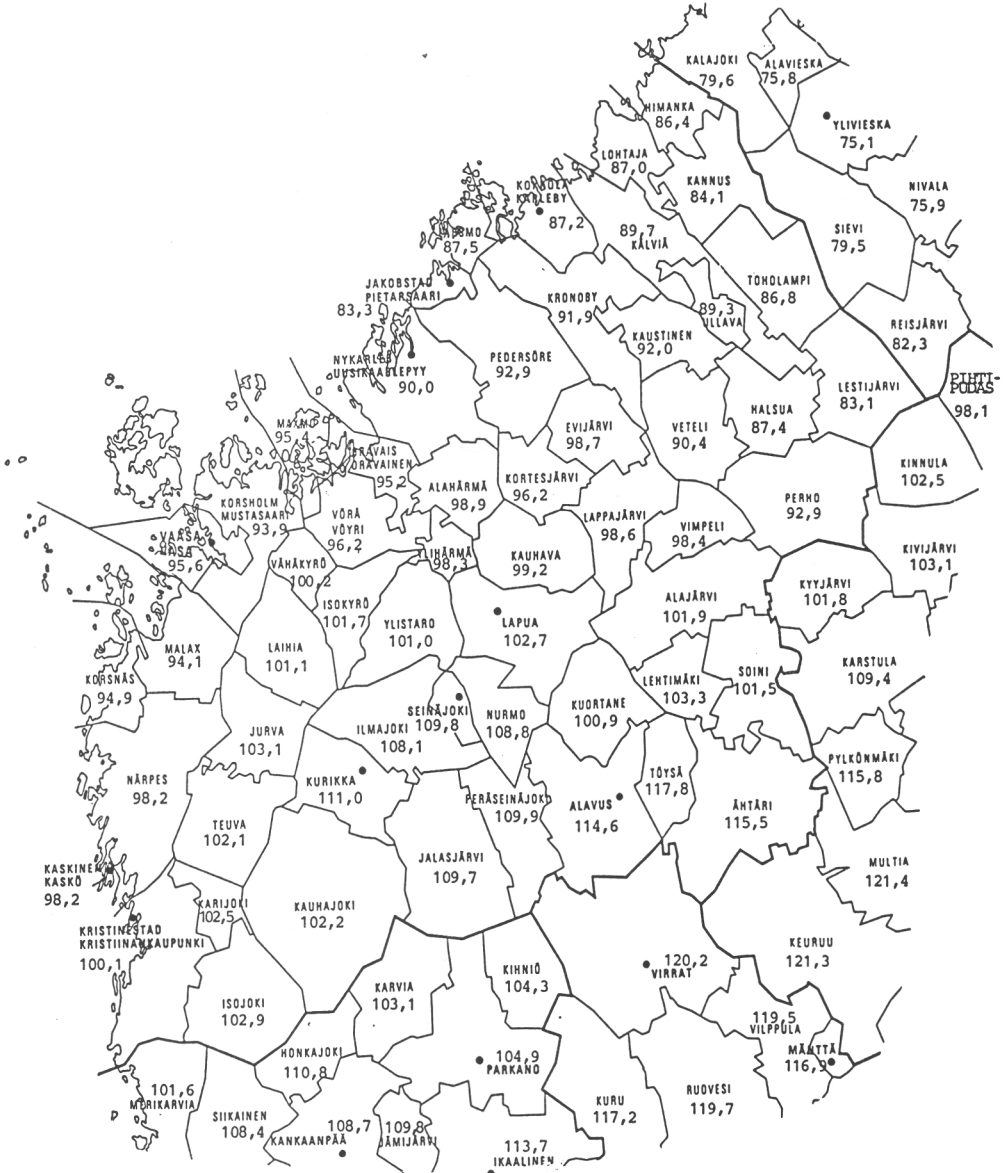 KALAJOKI
79,6
ALAVIESKA
75,8
HIMANKA
86,4
YLIVIESKA
75,1
LOHTAJA
87,0
KANNUS
84,1
NIVALA
75,9
KOKKOLA
KARLEBY
87,2
87,5
89,7
KÄLVIÄ
SIEVI
79,5
JAKOBSTAD
PIETARSAARI
83,3
KRONOBY
91,9
TOHOLAMPI
86,8
89,3
ULLAVA
REISJÄRVI
82,3
KAUSTINEN
92,0
NYKARLEBY
UUSIKAARLEPYY
90,0
PEDERSÖRE
92,9
LESTIJÄRVI
83,1
PIHTI-
PUDAS
98,1
HALSUA
87,4
VETELI
90,4
EVIJÄRVI
98,7
MAXMO
95,4
ORAVAIS
ORAVAINEN
95,2
ALAHÄRMÄ
98,9
KORTESJÄRVI
96,2
KINNULA
102,5
KORSHOLM
MUSTASAARI
93,9
VÖRÅ
VÖYRI
96,2
LAPPAJÄRVI
98,6
VIMPELI
98,4
PERHO
92,9
VAASA
VASA
95,6
VÄHÄKYRÖ
100,2
YLIHÄRMÄ
98,3
KAUHAVA
99,2
KIVIJÄRVI
103,1
KYYJÄRVI
101,8
ISOKYRÖ
101,7
YLISTARO
101,0
LAPUA
102,7
ALAJÄRVI
101,9
MALAX
94,1
LAIHIA
101,1
KORSNÄS
94,9
LEHTIMÄKI
103,3
SOINI
101,5
KARSTULA
109,4
KUORTANE
100,9
SEINÄJOKI
109,8
NURMO
108,8
ILMAJOKI
108,1
JURVA
103,1
NÄRPES
98,2
KURIKKA
111,0
PERÄSEINÄJOKI
109,9
ALAVUS
114,6
TÖYSÄ
117,8
ÄHTÄRI
115,5
PYLKÖNMÄKI
115,8
TEUVA
102,1
JALASJÄRVI
109,7
MULTIA
121,4
KASKINEN
KASKÖ
98,2
KARIJOKI
102,5
KAUHAJOKI
102,2
KRISTINESTAD
KRISTIINANKAUPUNKI
100,1
KEURUU
121,3
120,2
VIRRAT
KIHNIÖ
104,3
KARVIA
103,1
ISOJOKI
102,9
119,5
VILPPULA
MÄNTTÄ
116,9
HONKAJOKI
110,8
104,9
PARKANO
101,6
MERIKARVIA
KURU
117,2
RUOVESI
119,7
SIIKAINEN
108,4
108,7
KANKAANPÄÄ
109,8
JÄMIJÄRVI
113,7
IKAALINEN